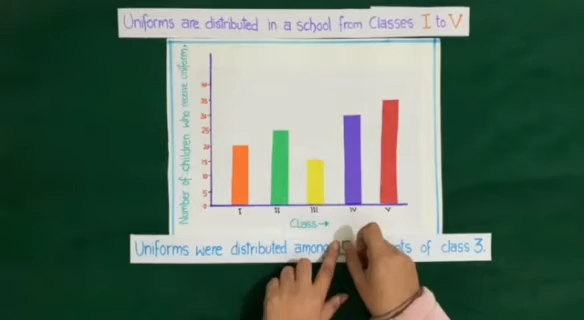 Uniforms are distributed in a school from Classes I to V
Number of children who receive uniform.
40
35
30
25
20
15
10
5
0
I II III IV V
Class→
Uniforms were distributed among of class 3.